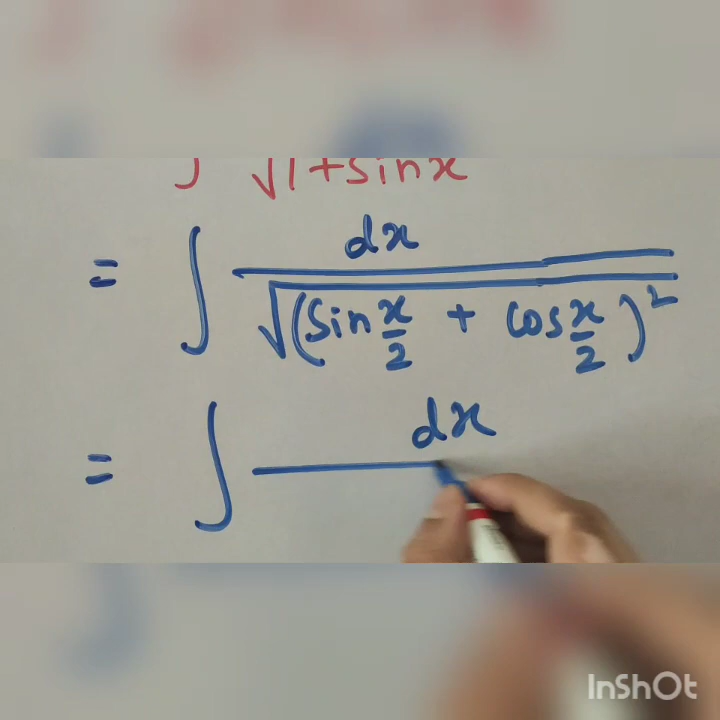 ∫ √1+sinx
= ∫ dx / √(sin x/2 + cos x/2)²
= ∫ dx
InShOt